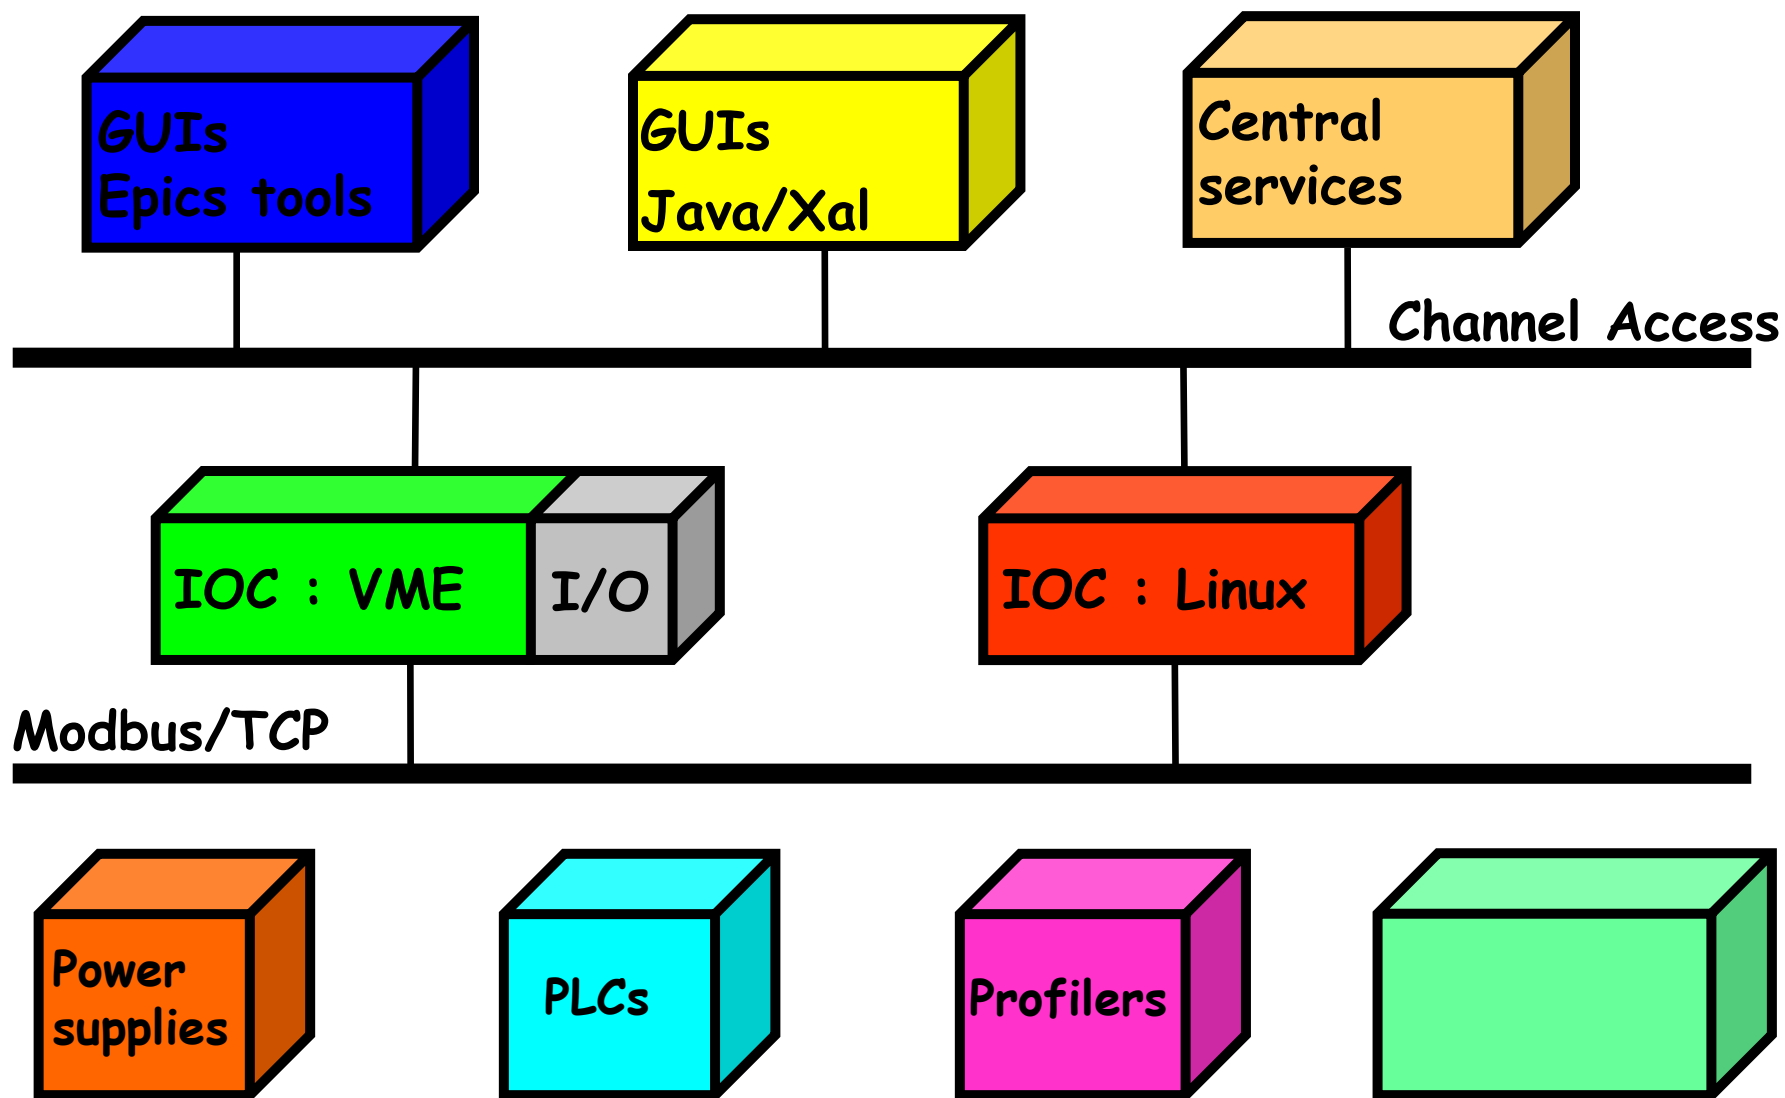 GUIs
Epics tools
GUIs
Java/Xal
Central
services
Channel Access
IOC : VME
I/O
IOC : Linux
Modbus/TCP
Power
supplies
PLCs
Profilers